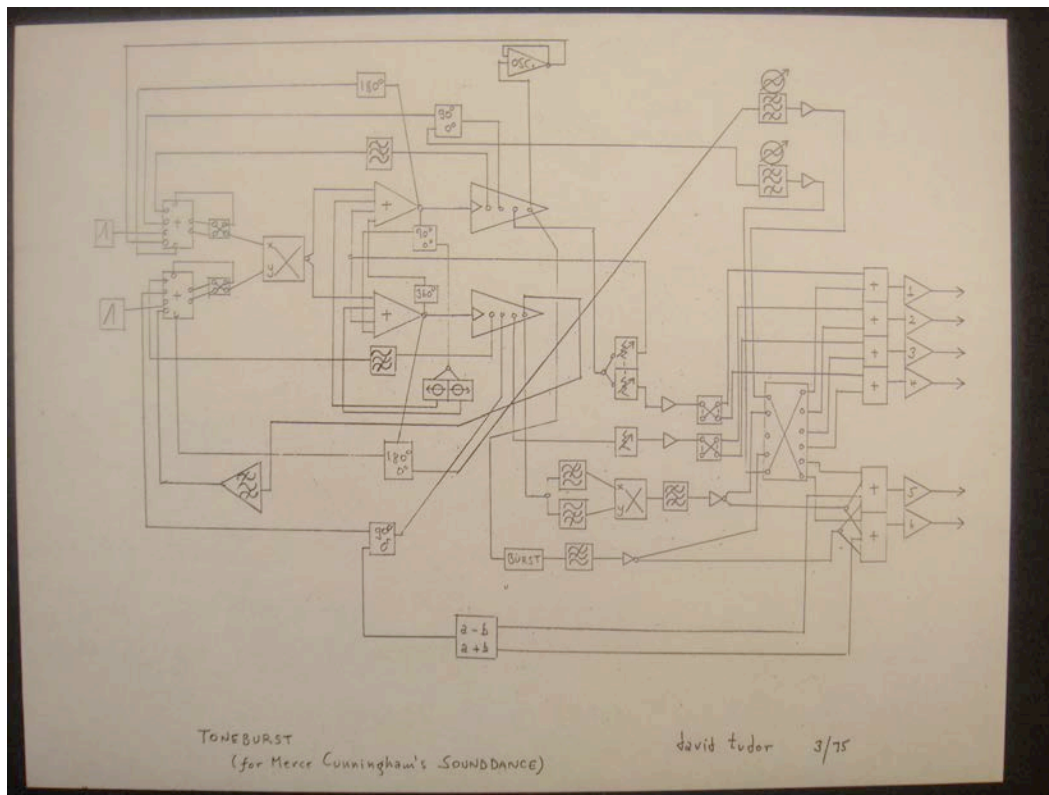 OSC.
180°
90°
0°
+
+
X
Y
90°
0°
360°
+
+
180°
0°
90°
0°
X
Y
BURST
a - b
a + b
+ 1
+ 2
+ 3
+ 4
+ 5
+ 6
TONEBURST
(for Merce Cunningham's SOUNDDANCE)
david tudor 3/75